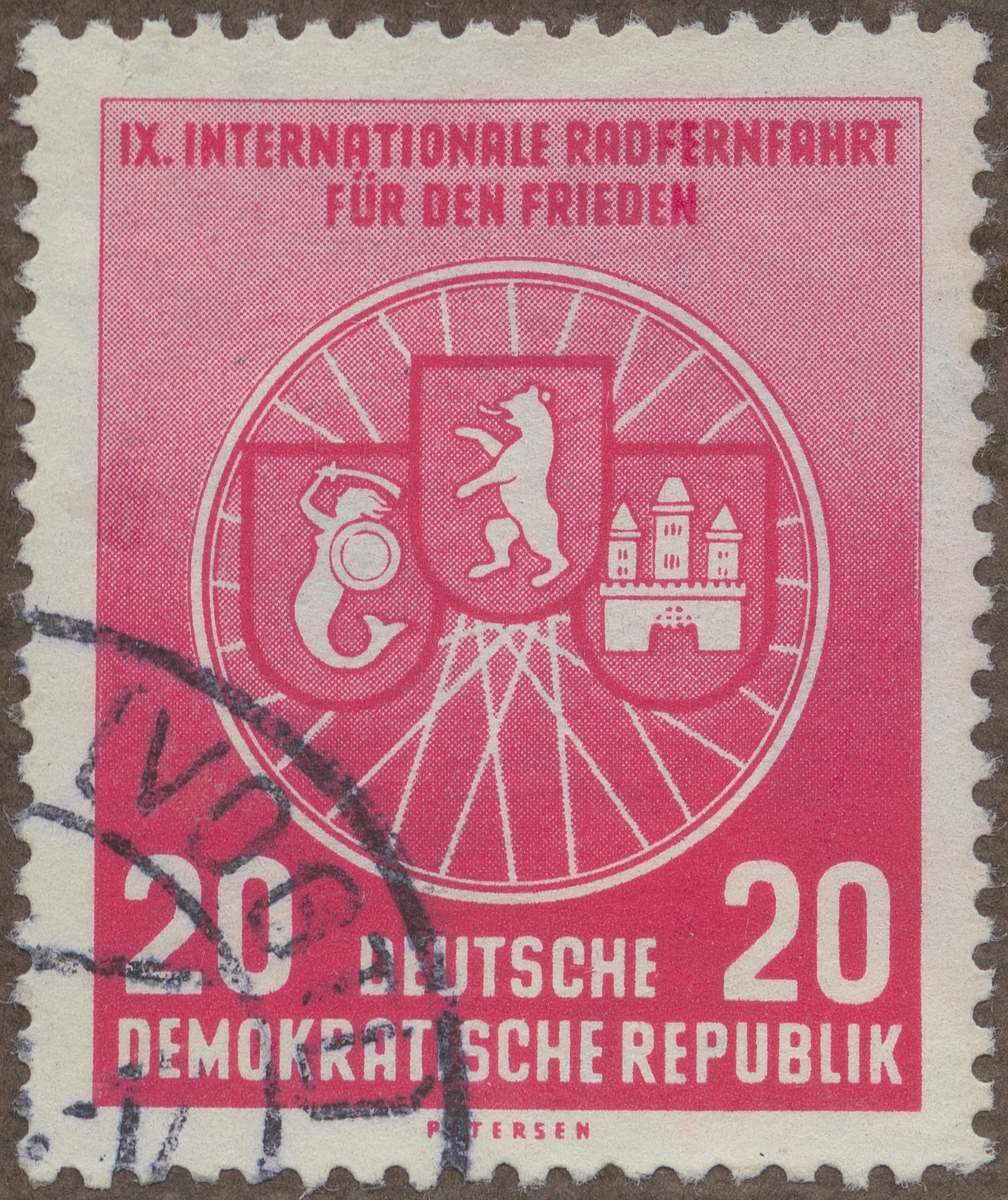 IX. INTERNATIONALE RADFERNFAHRT
FÜR DEN FRIEDEN
20 20
DEUTSCHE
DEMOKRATISCHE REPUBLIK
PETERSEN